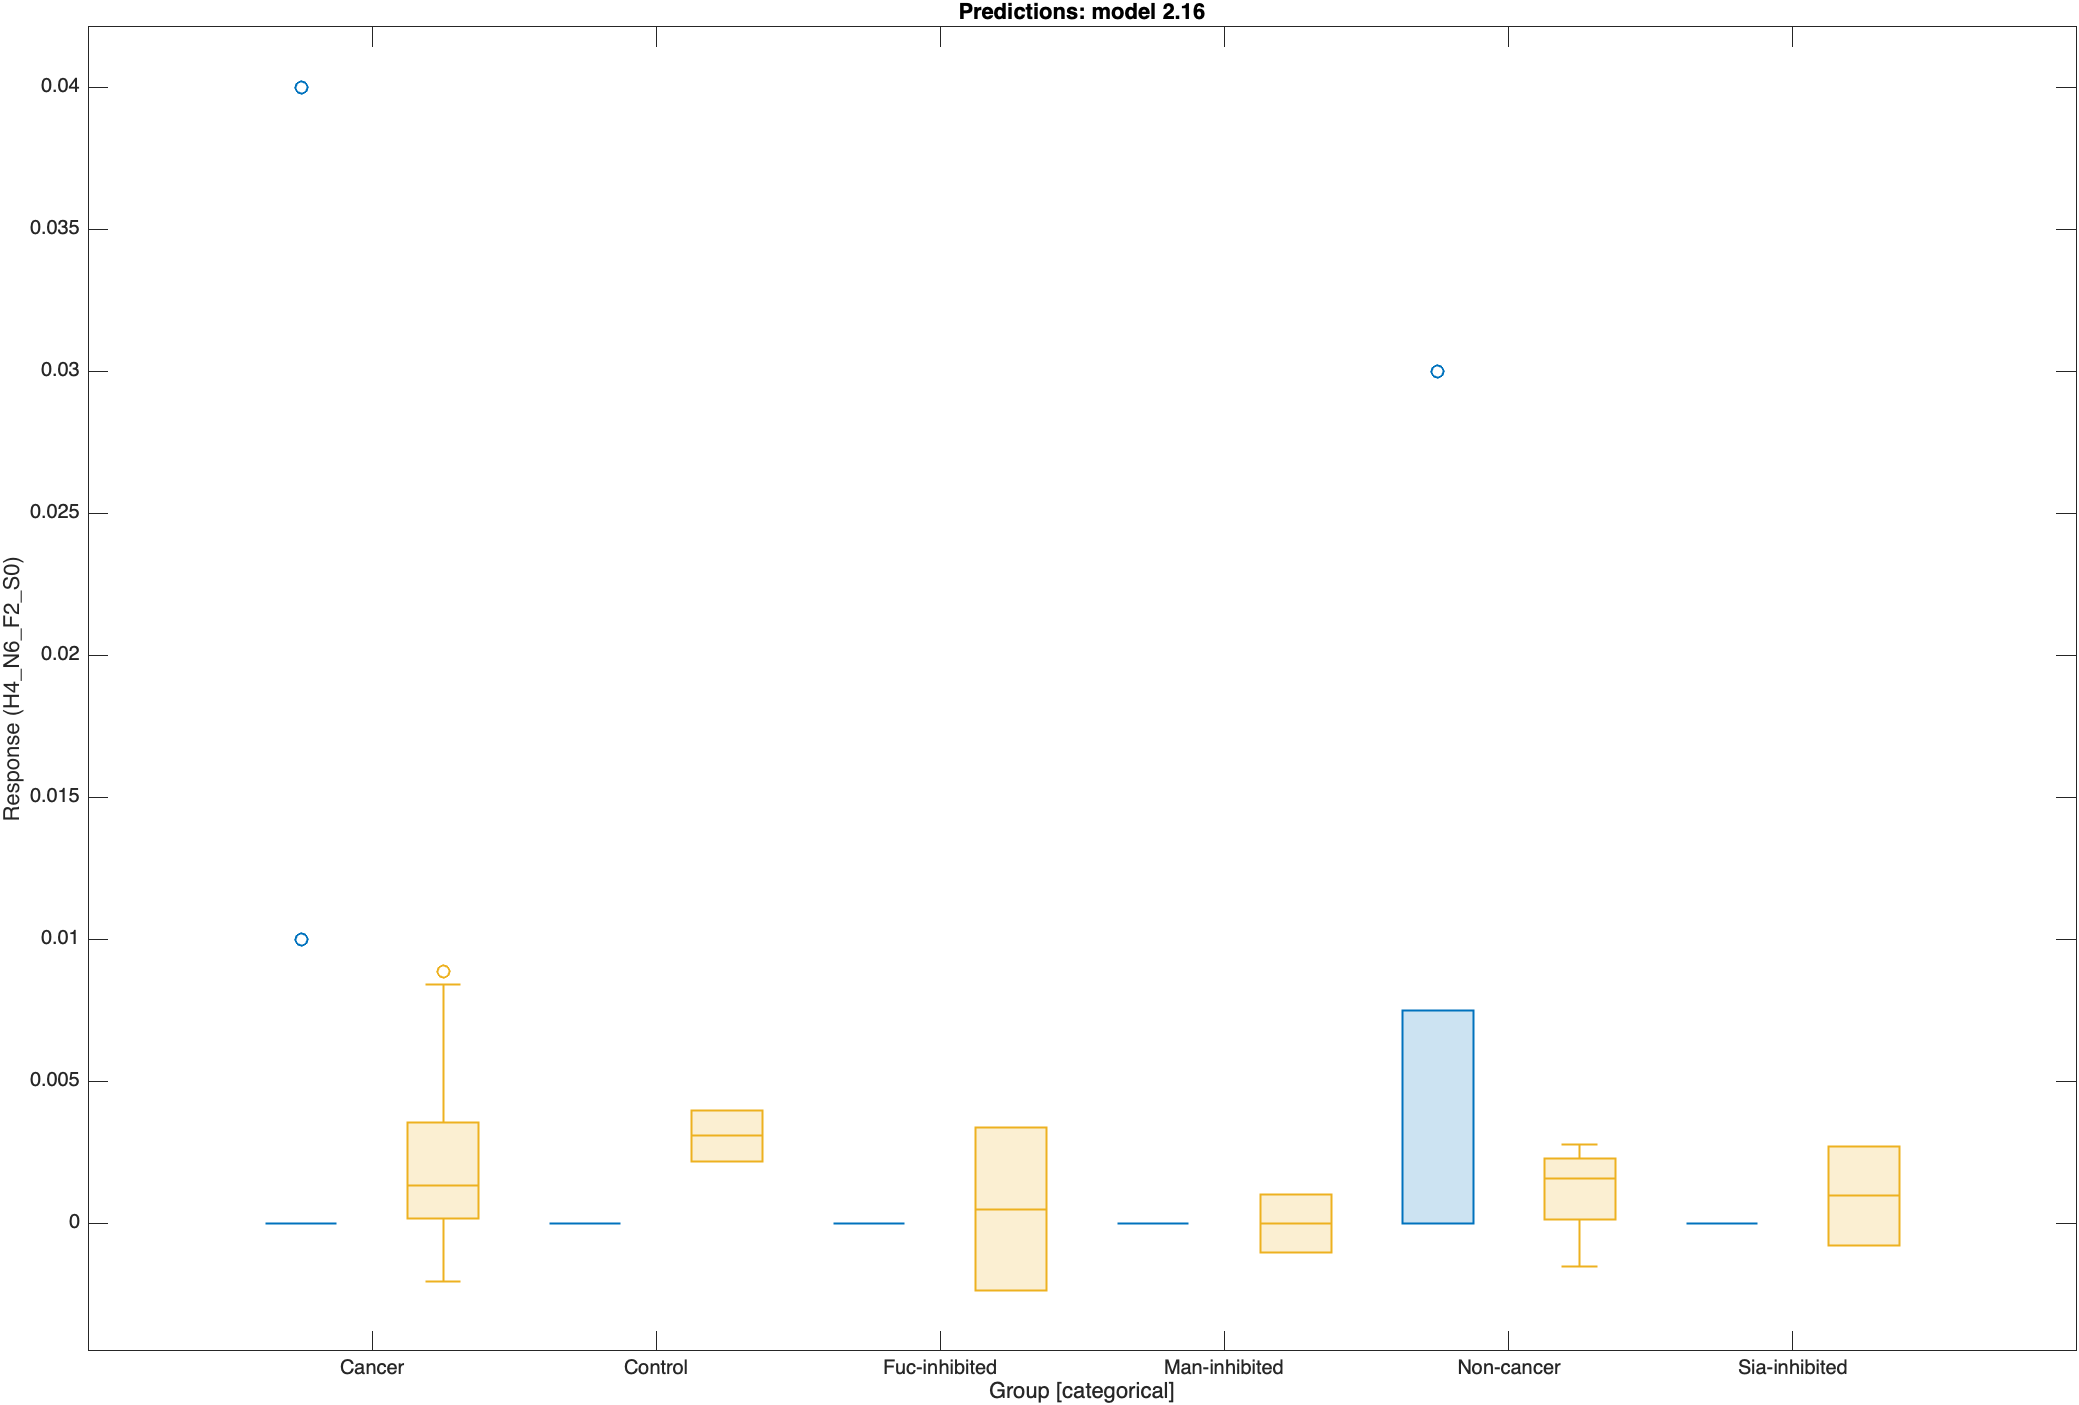 Predictions: model 2.16
0.04
0.035
0.03
0.025
0.02
0.015
0.01
0.005
0
Response (H4_N6_F2_S0)
Cancer Control Fuc-inhibited Man-inhibited Non-cancer Sia-inhibited
Group [categorical]